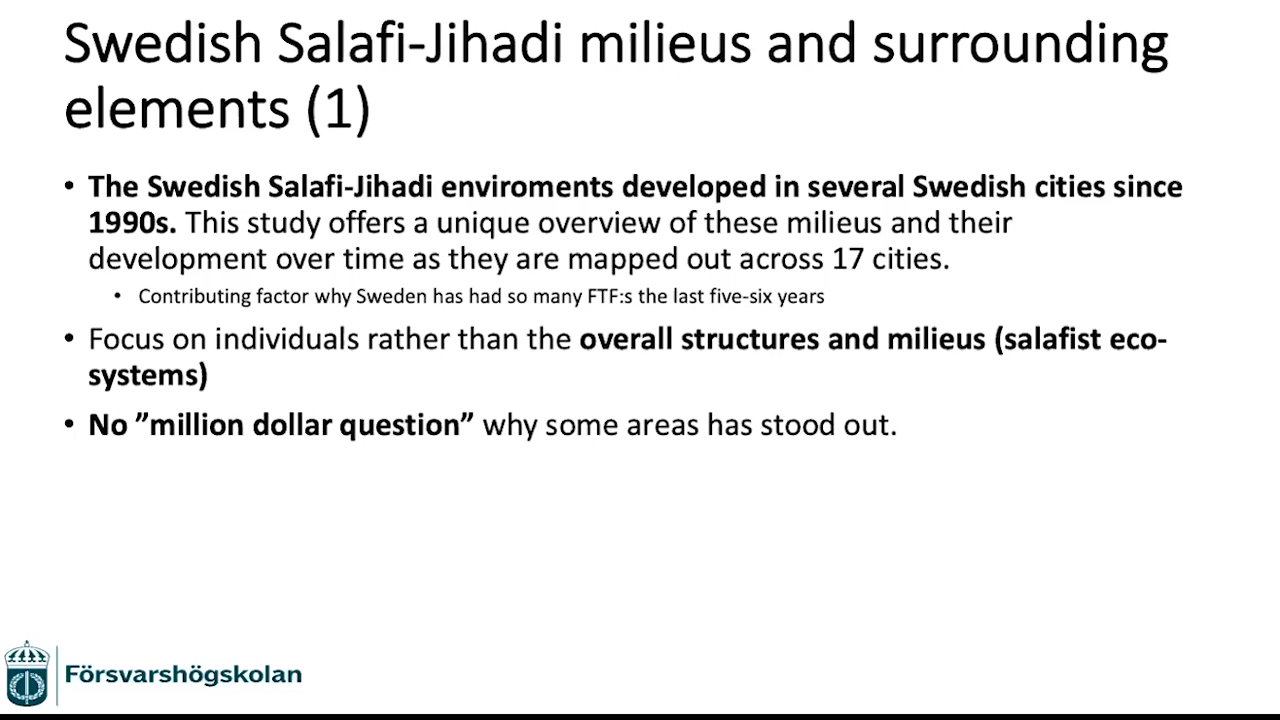 Swedish Salafi-Jihadi milieus and surrounding
elements (1)
• The Swedish Salafi-Jihadi enviroments developed in several Swedish cities since
1990s. This study offers a unique overview of these milieus and their
development over time as they are mapped out across 17 cities.
• Contributing factor why Sweden has had so many FTF:s the last five-six years
• Focus on individuals rather than the overall structures and milieus (salafist eco-
systems)
• No ”million dollar question” why some areas has stood out.
Försvarshögskolan